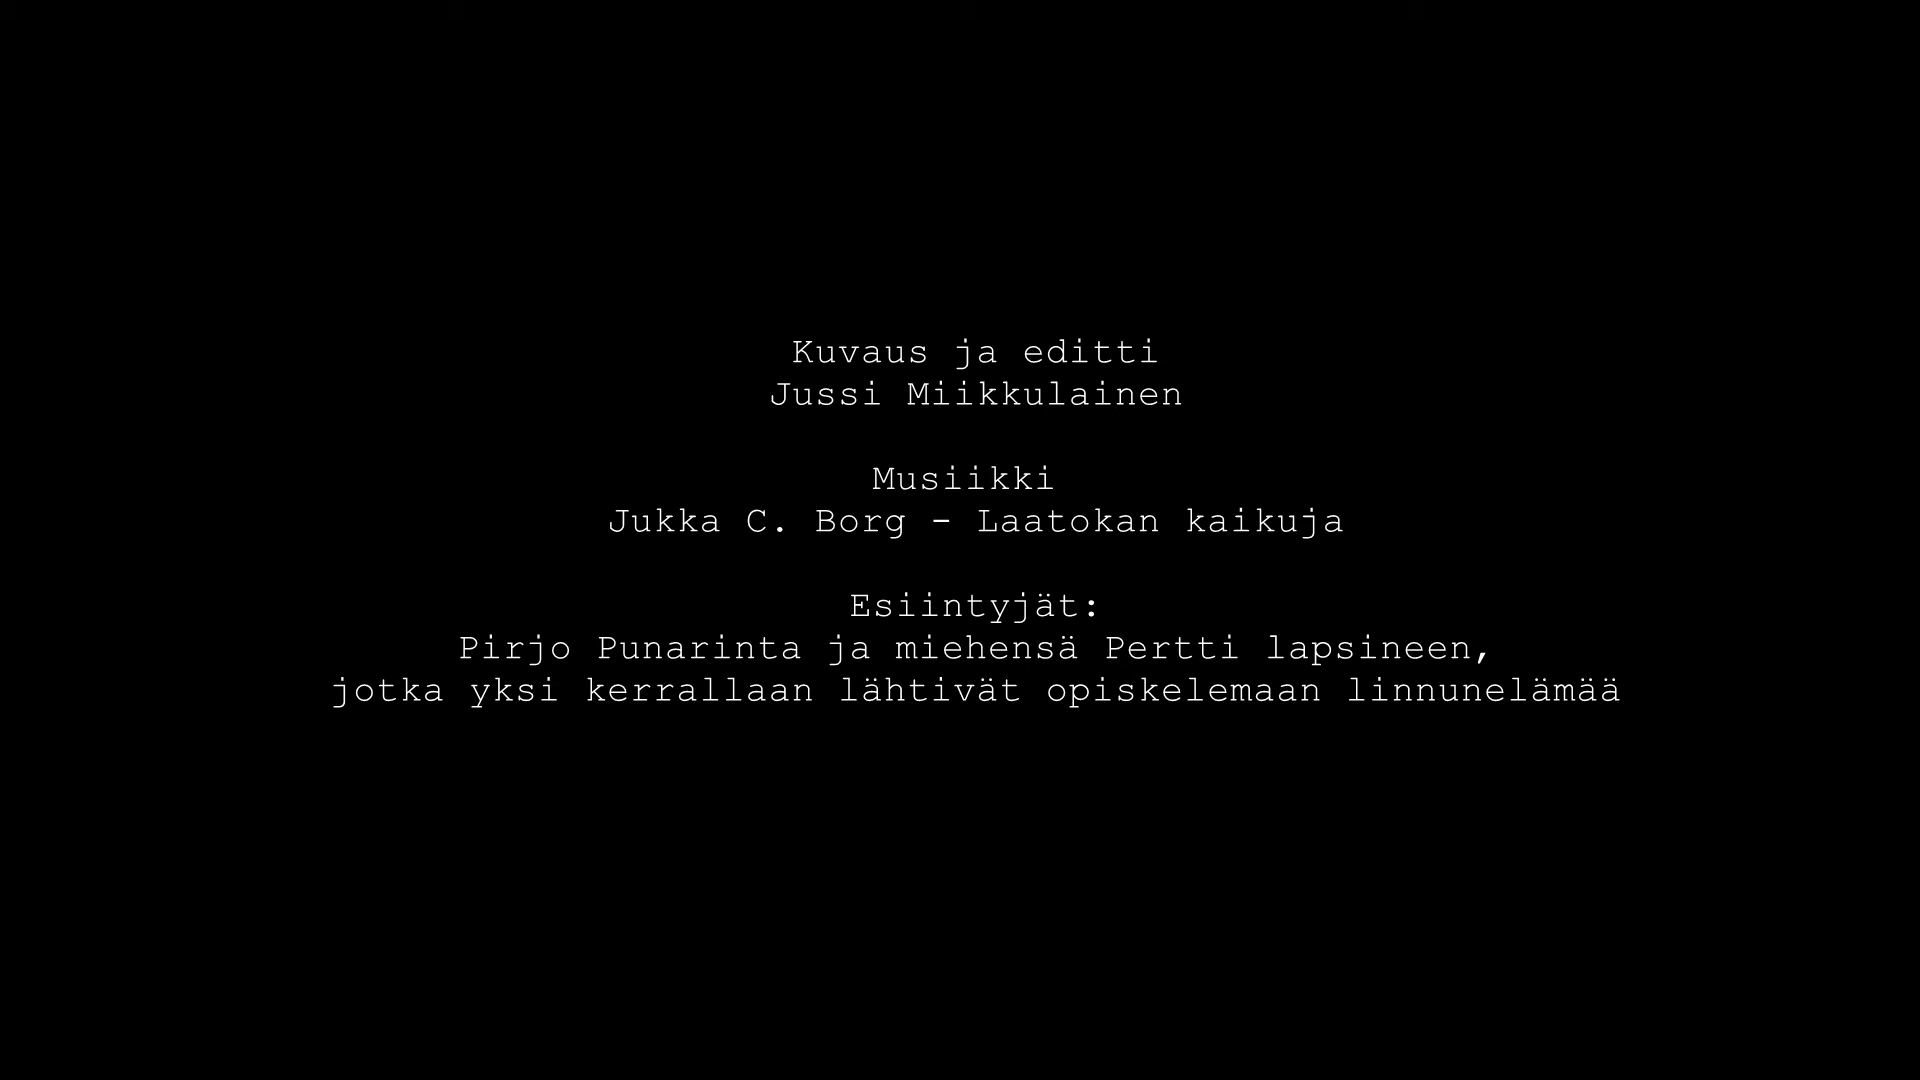 Kuvaus ja editti
Jussi Miikkulainen
Musiikki
Jukka C. Borg - Laatokan kaikuja
Esiintyjät:
Pirjo Punarinta ja miehensä Pertti lapsineen,
jotka yksi kerrallaan lähtivät opiskelemaan linnunelämää